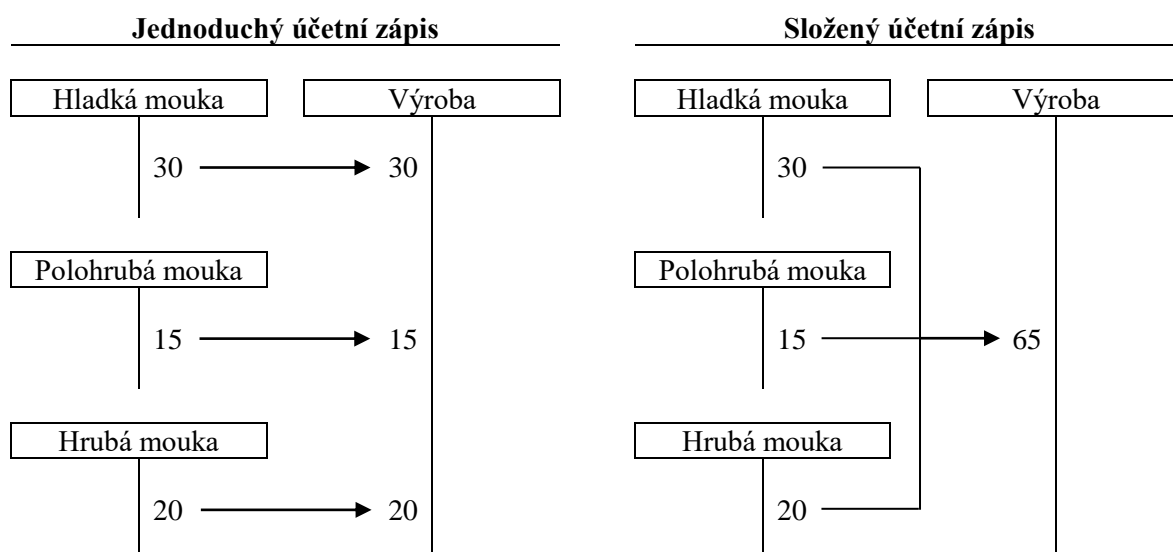 Jednoduchý účetní zápis
Složený účetní zápis
Hladká mouka
Výroba
Hladká mouka
Výroba
30
30
30
Polohrubá mouka
Polohrubá mouka
15
15
15
65
Hrubá mouka
Hrubá mouka
20
20
20